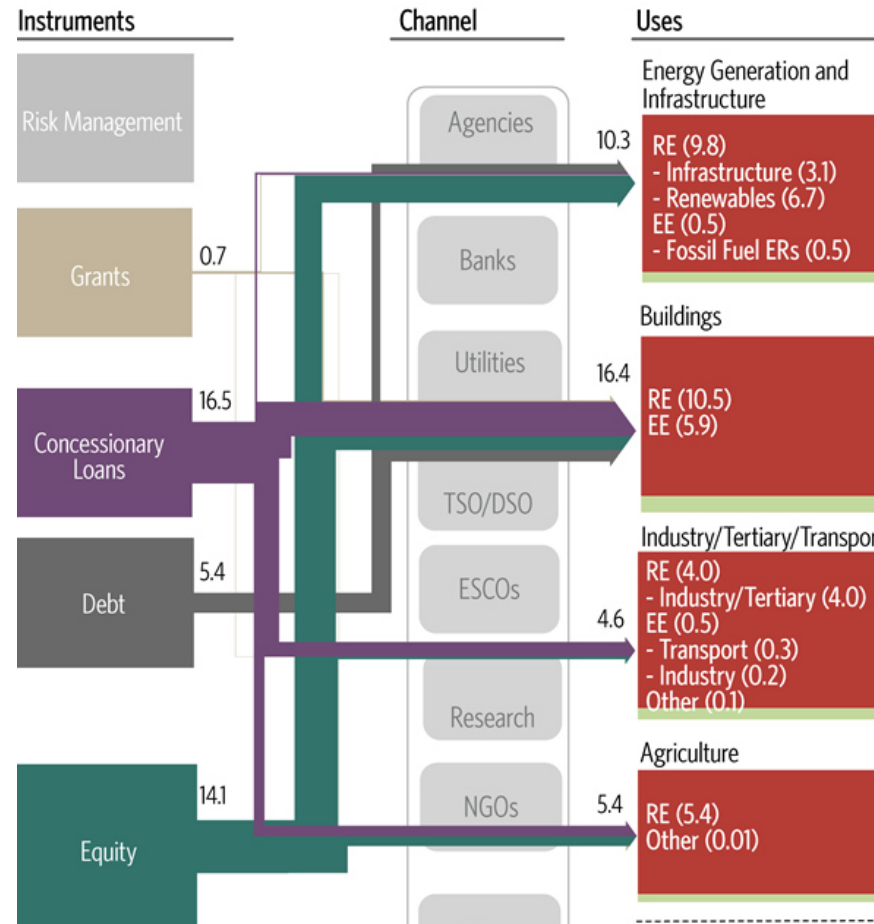 Instruments
Channel
Uses
Risk Management
Grants
0.7
Concessionary
Loans
16.5
Debt
5.4
Equity
14.1
Agencies
Banks
Utilities
TSO/DSO
ESCOs
Research
NGOs
Energy Generation and
Infrastructure
10.3
RE (9.8)
- Infrastructure (3.1)
- Renewables (6.7)
EE (0.5)
- Fossil Fuel ERs (0.5)
Buildings
16.4
RE (10.5)
EE (5.9)
Industry/Tertiary/Transpor
4.6
RE (4.0)
- Industry/Tertiary (4.0)
EE (0.5)
- Transport (0.3)
- Industry (0.2)
Other (0.1)
Agriculture
5.4
RE (5.4)
Other (0.01)